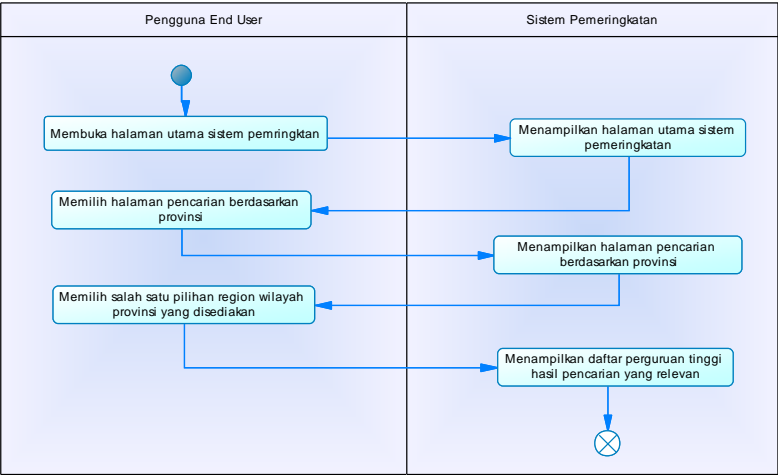 Pengguna End User
Sistem Pemeringkatan
Membuka halaman utama sistem pemringktan
Menampilkan halaman utama sistem
pemeringkatan
Memilih halaman pencarian berdasarkan
provinsi
Menampilkan halaman pencarian
berdasarkan provinsi
Memilih salah satu pilihan region wilayah
provinsi yang disediakan
Menampilkan daftar perguruan tinggi
hasil pencarian yang relevan